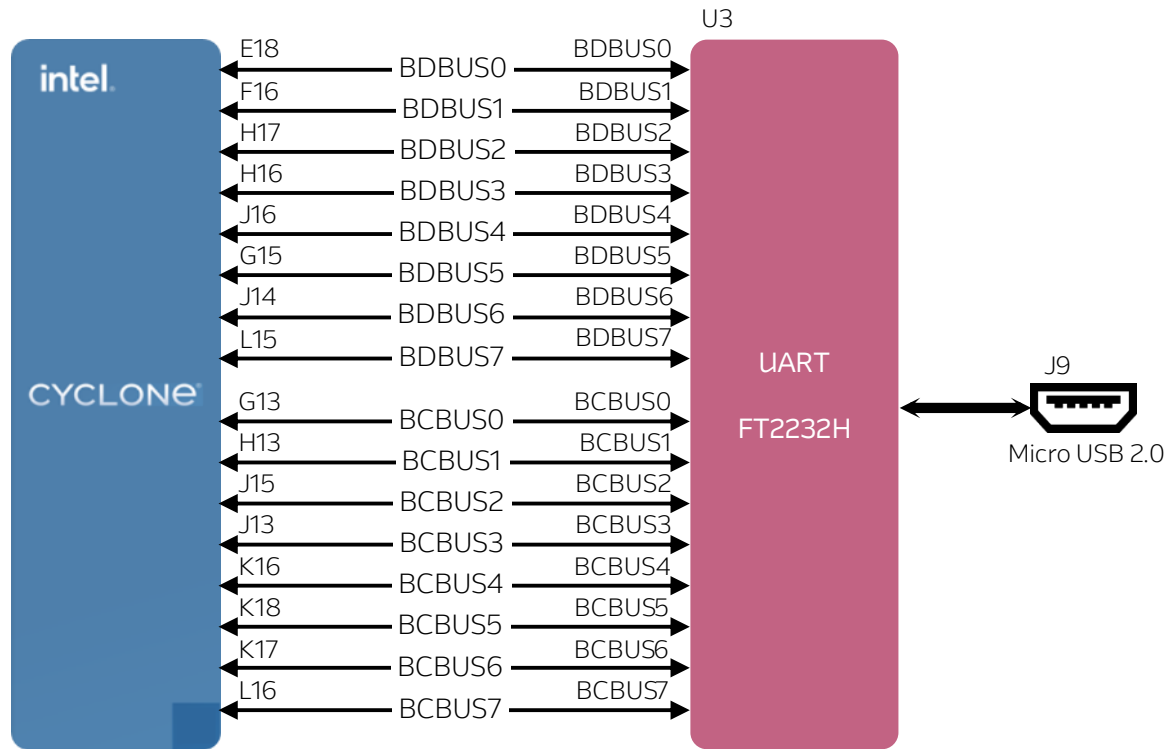 U3
intel.
E18 BDBUS0 BDBUS0
F16 BDBUS1 BDBUS1
H17 BDBUS2 BDBUS2
H16 BDBUS3 BDBUS3
J16 BDBUS4 BDBUS4
G15 BDBUS5 BDBUS5
J14 BDBUS6 BDBUS6
L15 BDBUS7 BDBUS7
CYCLONe®
G13 BCBUS0 BCBUS0
H13 BCBUS1 BCBUS1
J15 BCBUS2 BCBUS2
J13 BCBUS3 BCBUS3
K16 BCBUS4 BCBUS4
K18 BCBUS5 BCBUS5
K17 BCBUS6 BCBUS6
L16 BCBUS7 BCBUS7
UART
FT2232H
J9
Micro USB 2.0